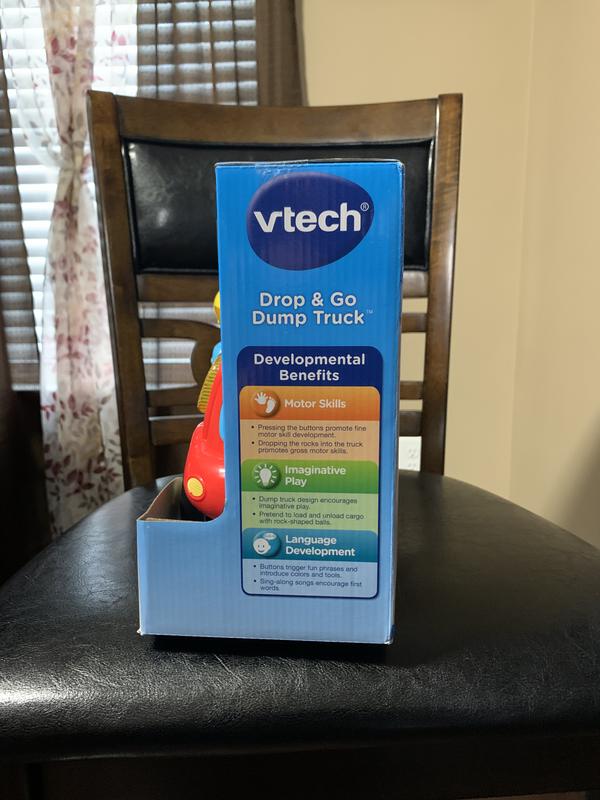 vtech®
Drop & Go
Dump Truck™
Developmental
Benefits
Motor Skills
• Pressing the buttons promote fine
motor skill development.
• Dropping the rocks into the truck
promotes gross motor skills.
Imaginative
Play
• Dump truck design encourages
imaginative play.
• Pretend to load and unload cargo
with rock-shaped balls.
Language
Development
• Buttons trigger fun phrases and
introduce colors and tools.
• Sing-along songs encourage first
words.